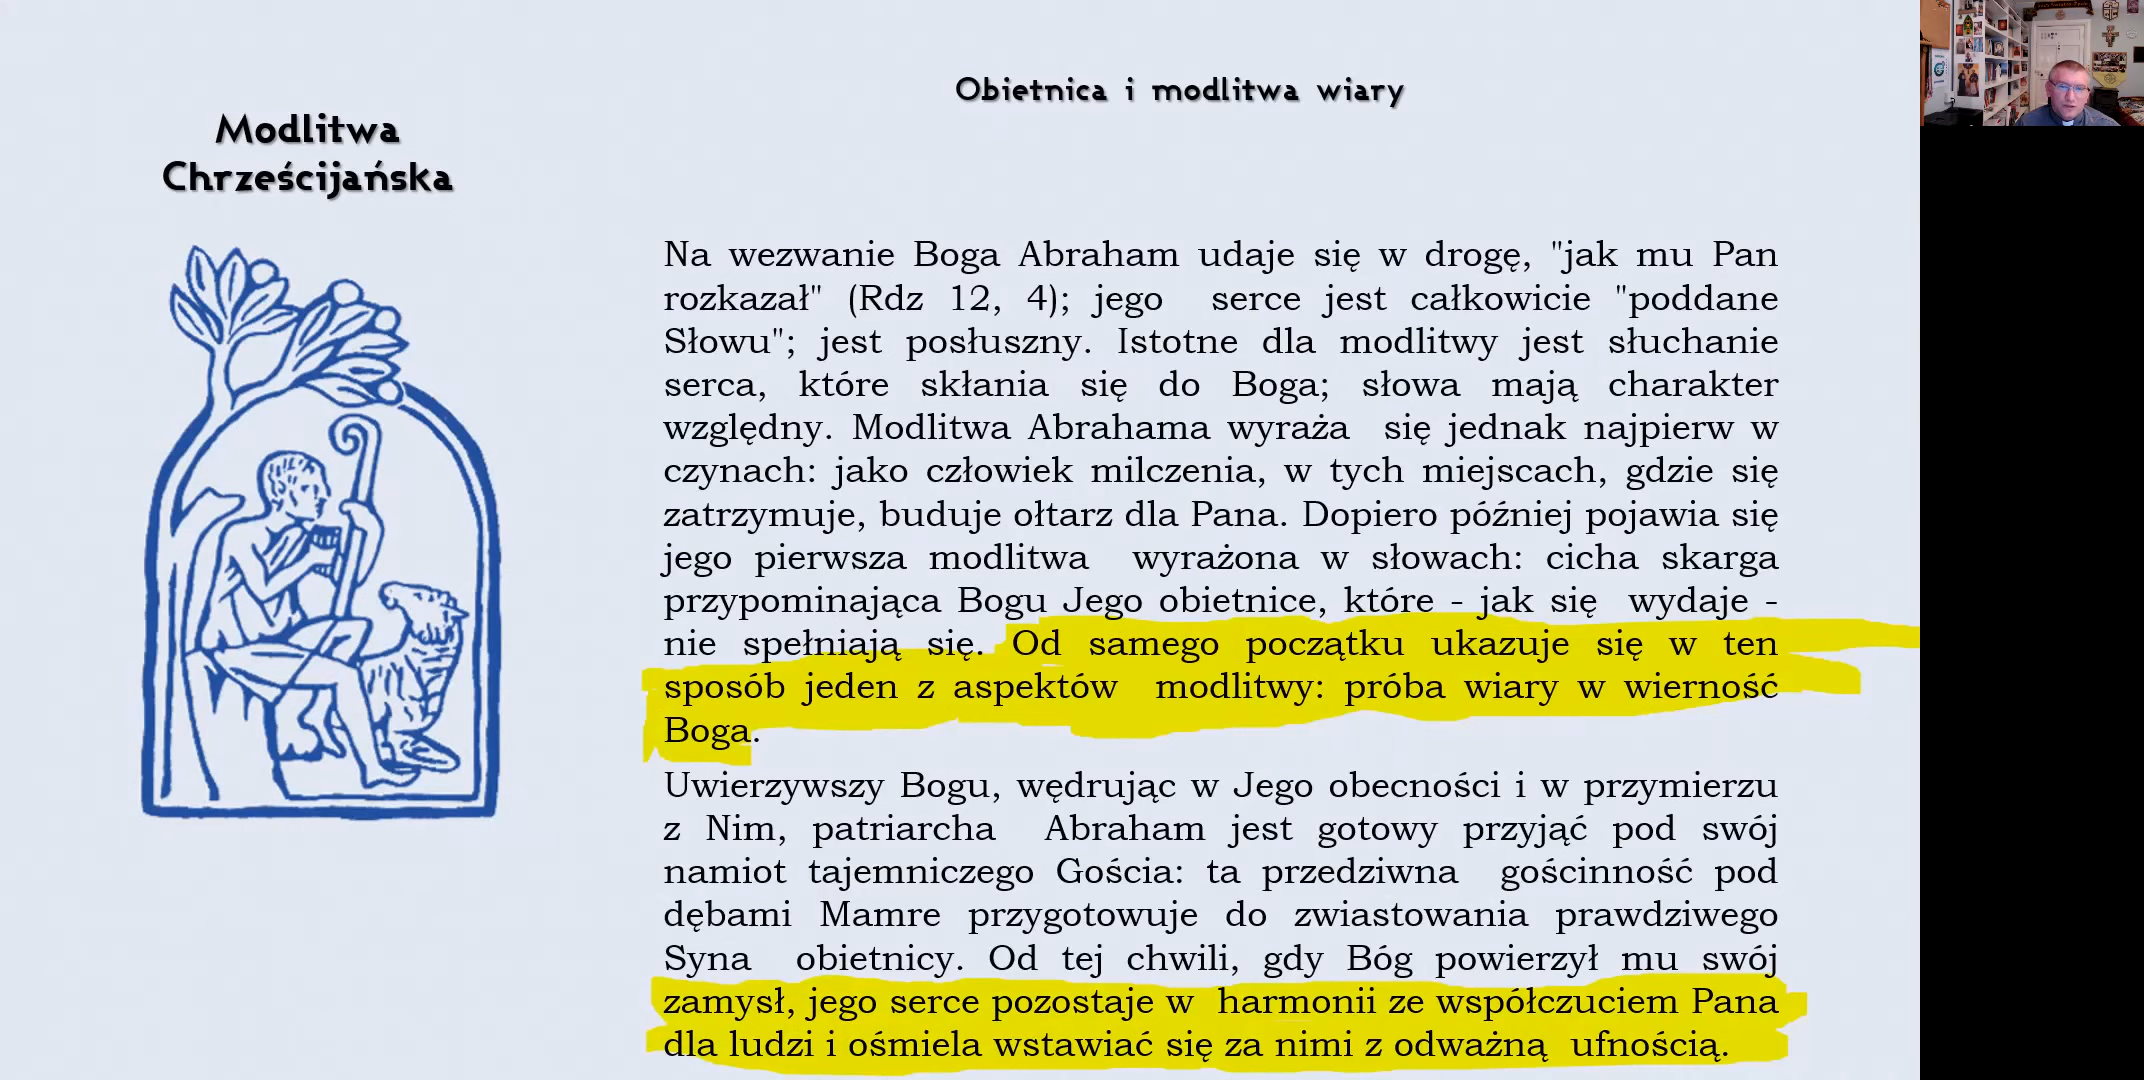 Obietnica i modlitwa wiary
Modlitwa
Chrześcijańska
Na wezwanie Boga Abraham udaje się w drogę, "jak mu Pan
rozkazał" (Rdz 12, 4); jego serce jest całkowicie "poddane
Słowu"; jest posłuszny. Istotne dla modlitwy jest słuchanie
serca, które skłania się do Boga; słowa mają charakter
względny. Modlitwa Abrahama wyraża się jednak najpierw w
czynach: jako człowiek milczenia, w tych miejscach, gdzie się
zatrzymuje, buduje ołtarz dla Pana. Dopiero później pojawia się
jego pierwsza modlitwa wyrażona w słowach: cicha skarga
przypominająca Bogu Jego obietnice, które - jak się wydaje -
nie spełniają się. Od samego początku ukazuje się w ten
sposób jeden z aspektów modlitwy: próba wiary w wierność
Boga.
Uwierzywszy Bogu, wędrując w Jego obecności i w przymierzu
z Nim, patriarcha Abraham jest gotowy przyjąć pod swój
namiot tajemniczego Gościa: ta przedziwna gościnność pod
dębami Mamre przygotowuje do zwiastowania prawdziwego
Syna obietnicy. Od tej chwili, gdy Bóg powierzył mu swój
zamysł, jego serce pozostaje w harmonii ze współczuciem Pana
dla ludzi i ośmiela wstawiać się za nimi z odważną ufnością.